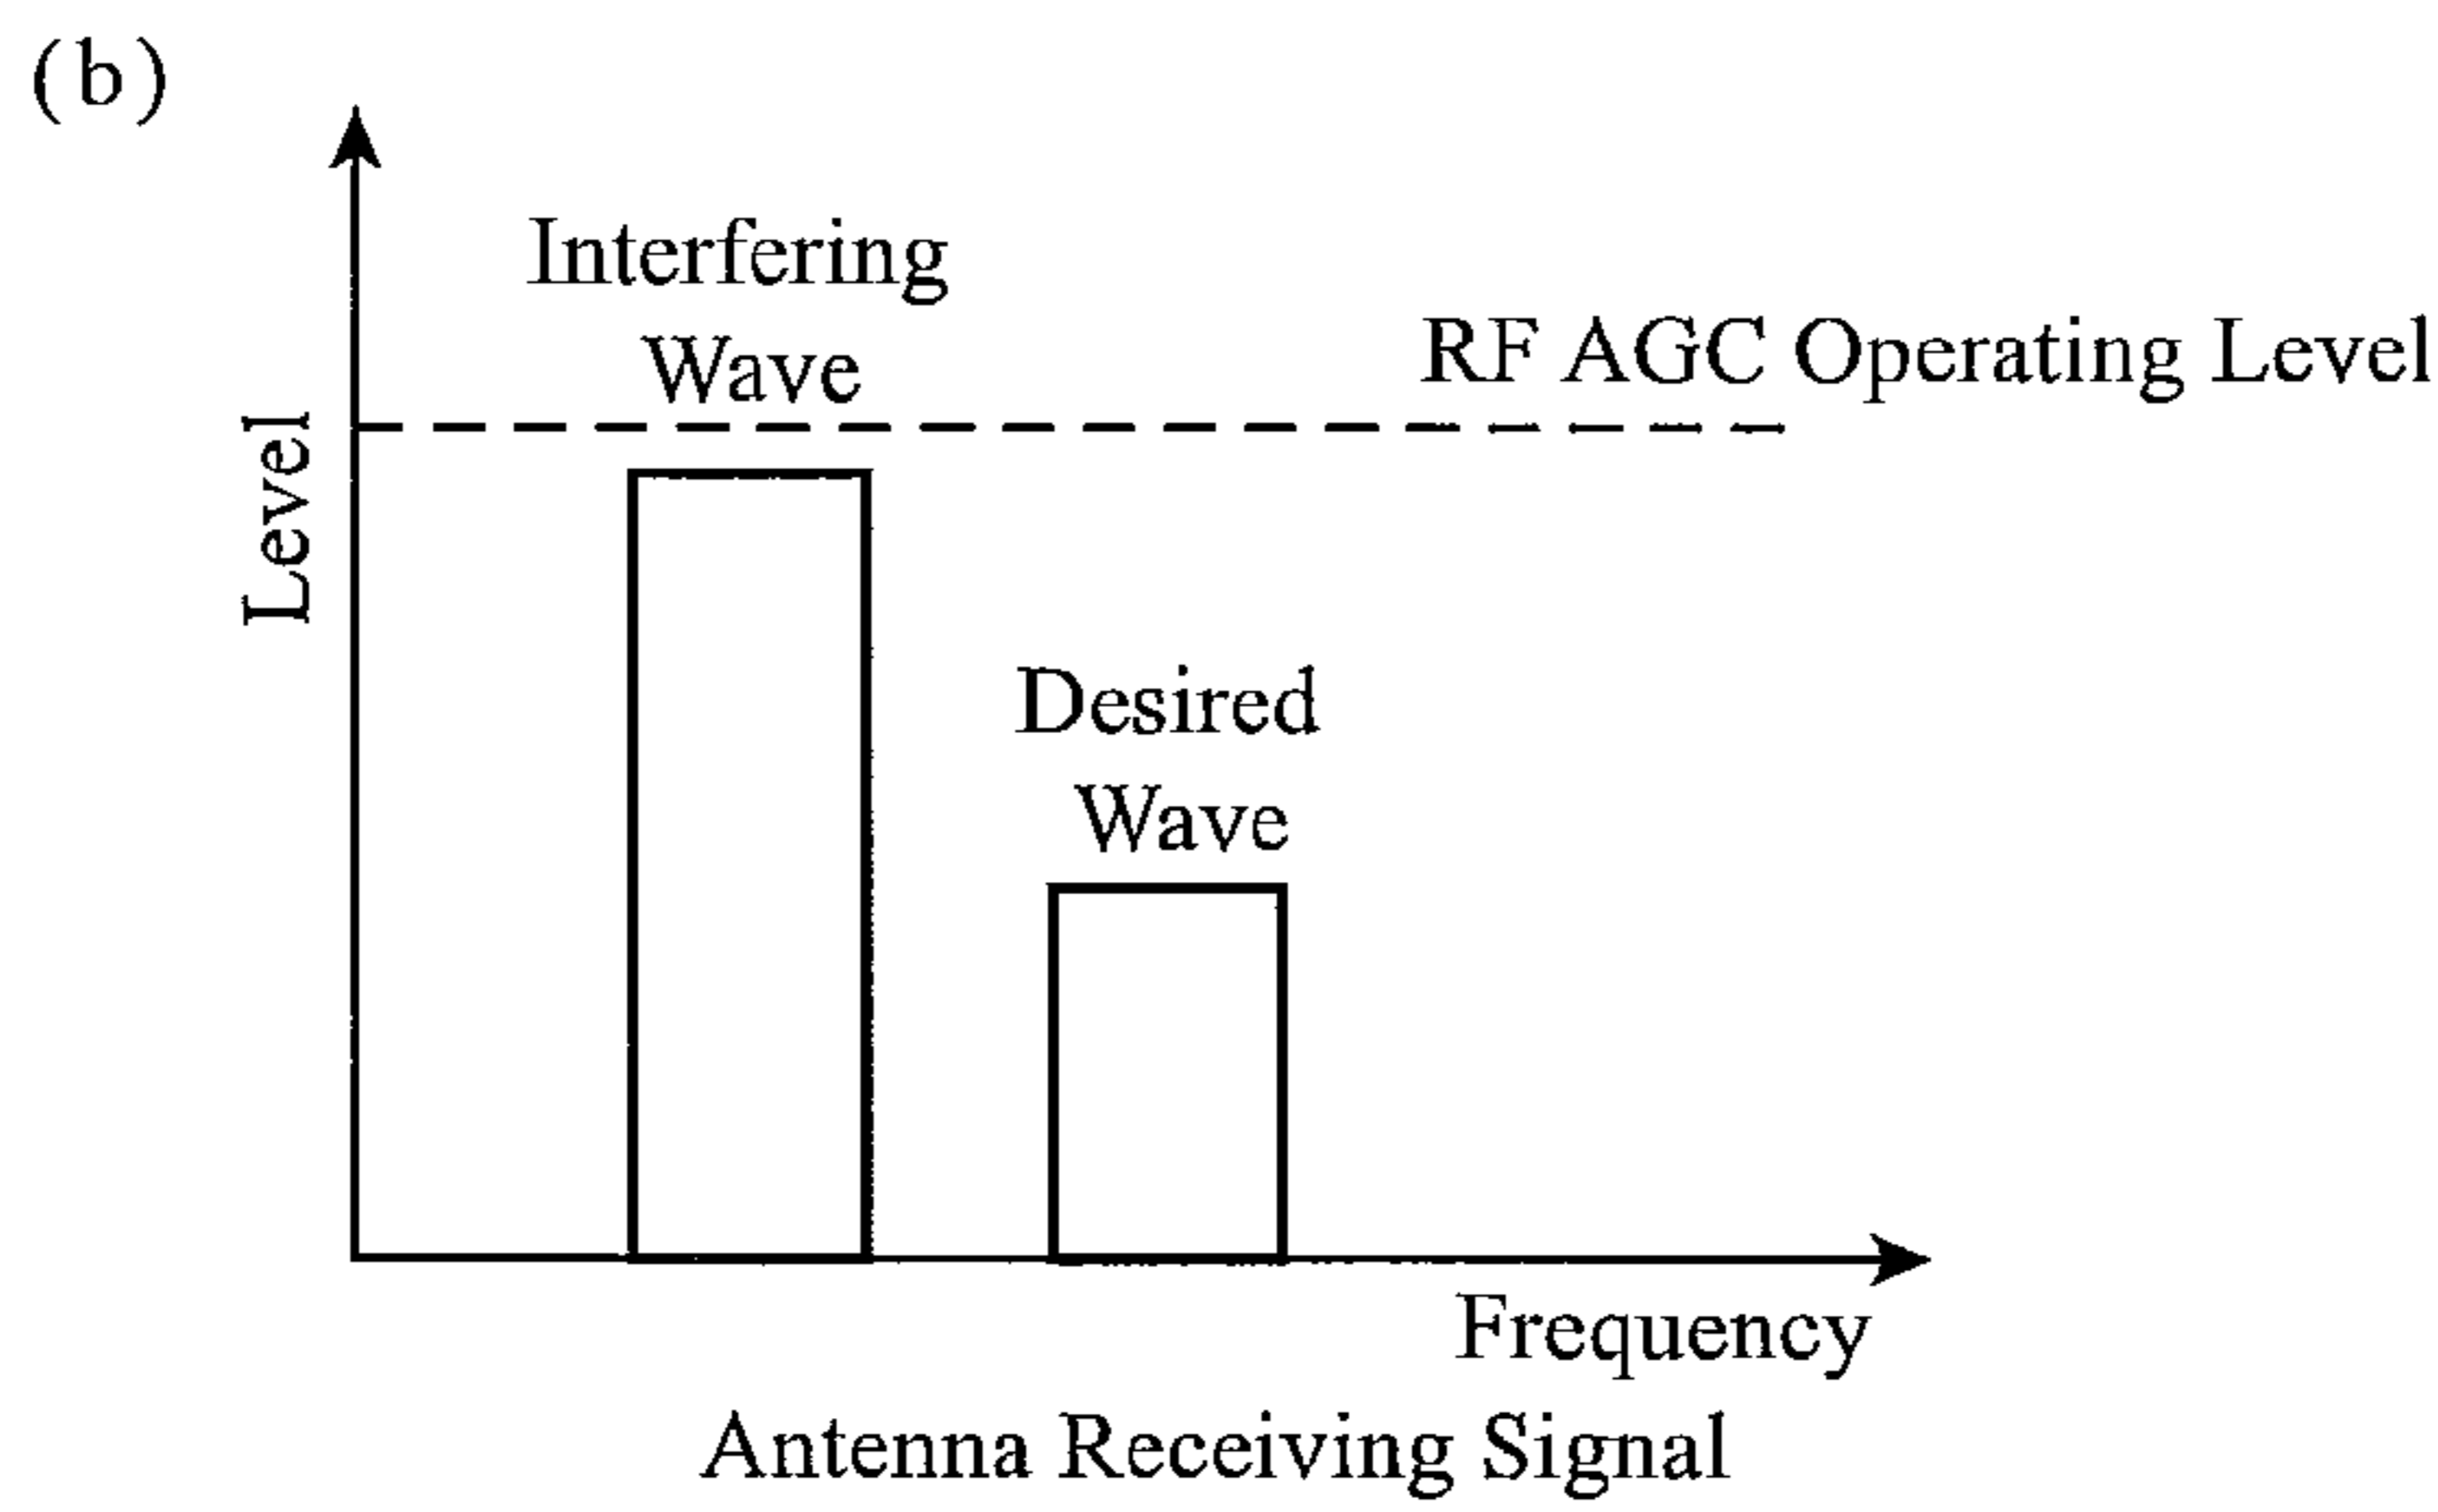 (b)
Interfering
Wave
RF AGC Operating Level
Level
Desired
Wave
Frequency
Antenna Receiving Signal